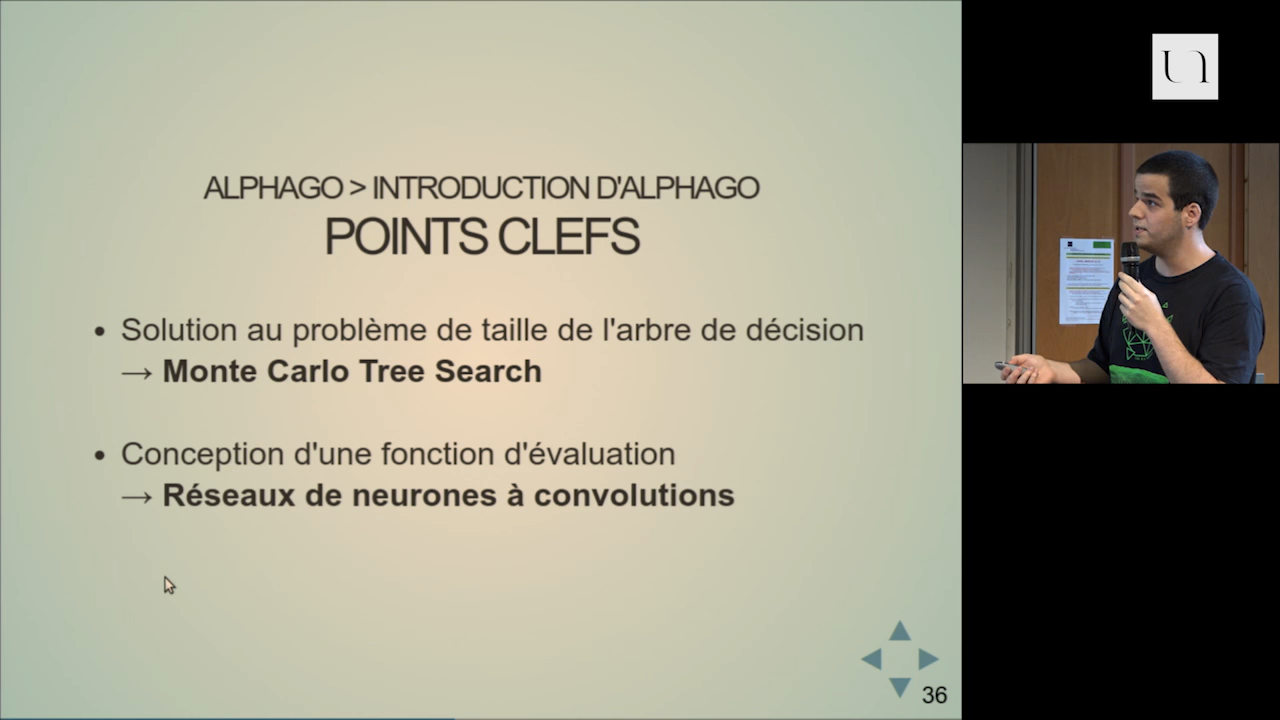 ALPHAGO > INTRODUCTION D'ALPHAGO
POINTS CLEFS
• Solution au problème de taille de l'arbre de décision
→ Monte Carlo Tree Search
• Conception d'une fonction d'évaluation
→ Réseaux de neurones à convolutions
36